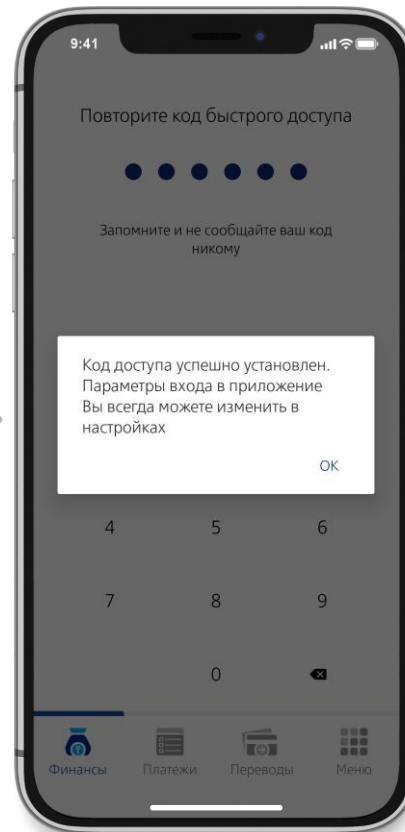 9:41
Повторите код быстрого доступа
Запомните и не сообщайте ваш код
никому
Код доступа успешно установлен.
Параметры входа в приложение
Вы всегда можете изменить в
настройках
ОК
4 5 6
7 8 9
0
Финансы Платежи Переводы Меню